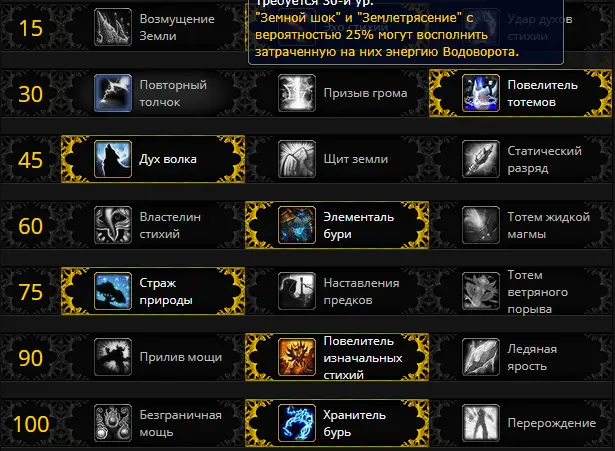 Требуется 30-й ур.
"Земной шок" и "Землетрясение" с
вероятностью 25% могут восполнить
затраченную на них энергию Водоворота.
15
Возмущение
Земли
Эхо стихий
Удар духов
стихии
30
Повторный
толчок
Призыв грома
Повелитель
тотемов
45
Дух волка
Щит земли
Статический
разряд
60
Властелин
стихий
Элементаль
бури
Тотем жидкой
магмы
75
Страж
природы
Наставления
предков
Тотем
ветряного
порыва
90
Прилив мощи
Повелитель
изначальных
стихий
Ледяная
ярость
100
Безграничная
мощь
Хранитель
бурь
Перерождение